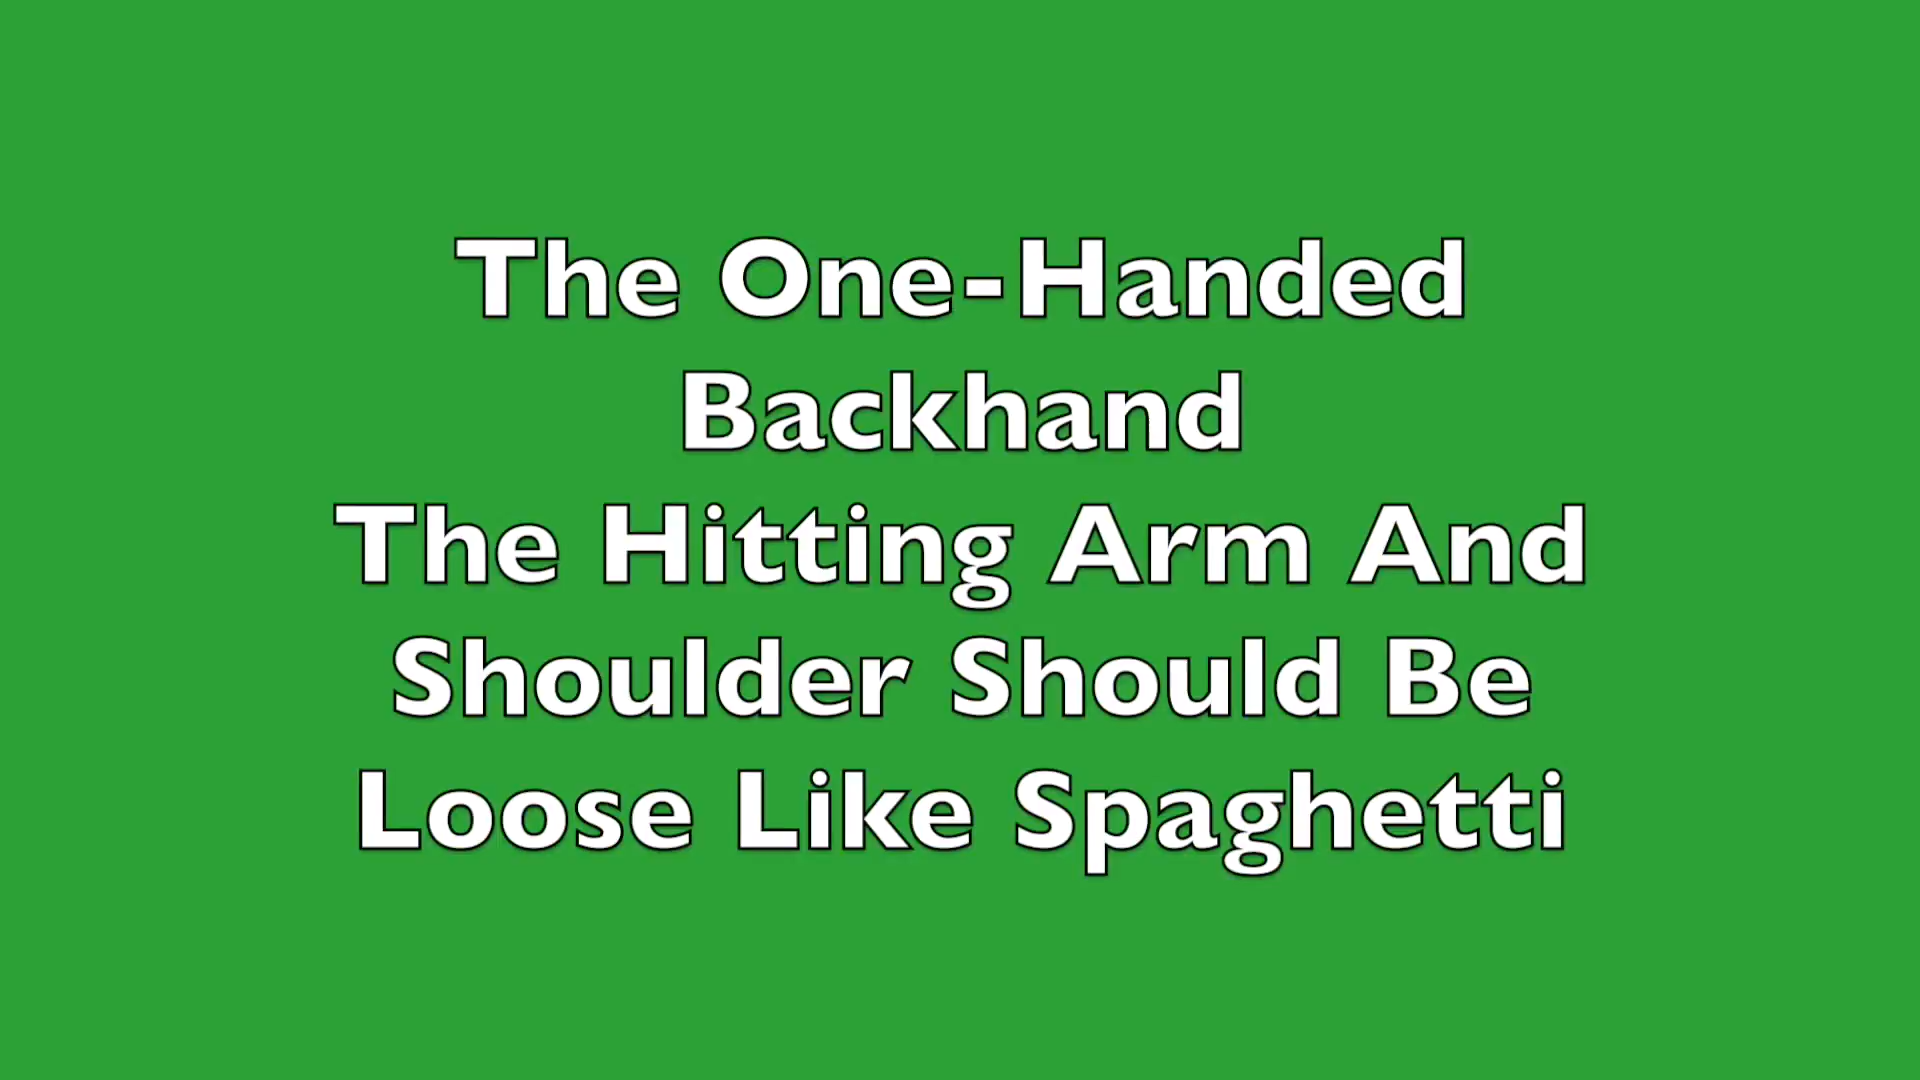 The One-Handed
Backhand
The Hitting Arm And
Shoulder Should Be
Loose Like Spaghetti